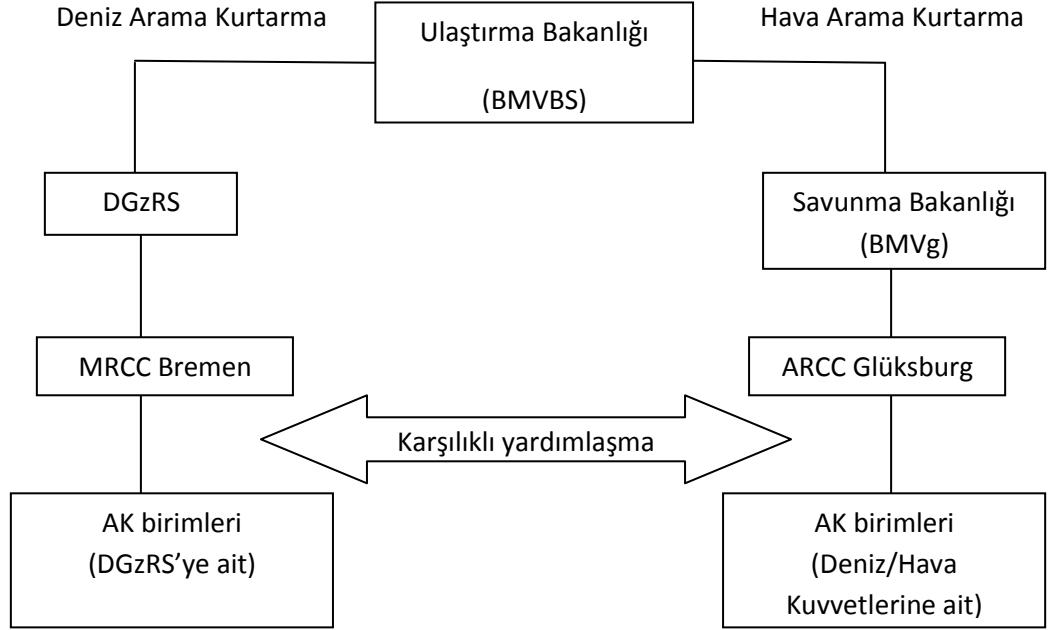 Deniz Arama Kurtarma
Ulaştırma Bakanlığı
(BMVBS)
Hava Arama Kurtarma
DGzRS
Savunma Bakanlığı
(BMVg)
MRCC Bremen
ARCC Glüksburg
Karşılıklı yardımlaşma
AK birimleri
(DGzRS’ye ait)
AK birimleri
(Deniz/Hava
Kuvvetlerine ait)